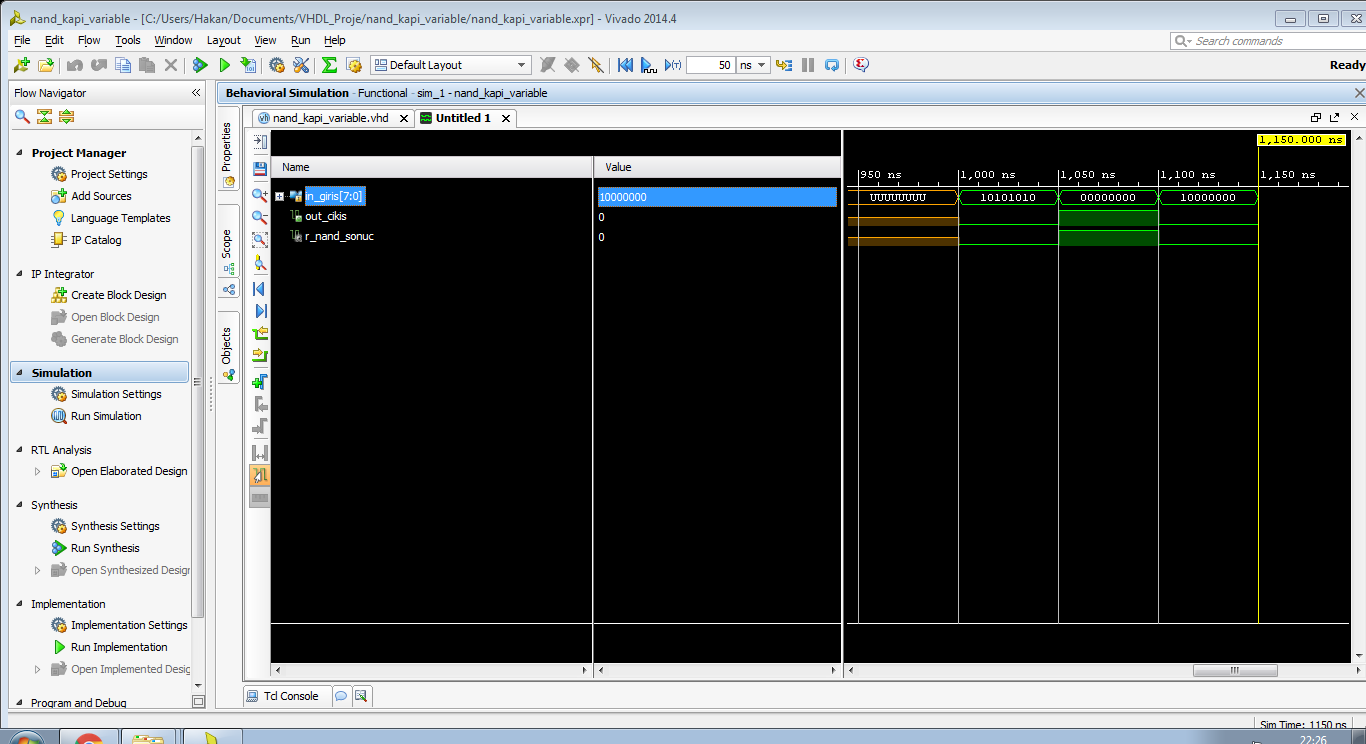 nand_kapi_variable - [C:/Users/Hakan/Documents/VHDL_Proje/nand_kapi_variable/nand_kapi_variable.xpr] - Vivado 2014.4
File Edit Flow Tools Window Layout View Run Help
Search commands
Default Layout
50 ns
Ready
Flow Navigator
Project Manager
Project Settings
Add Sources
Language Templates
IP Catalog
IP Integrator
Create Block Design
Open Block Design
Generate Block Design
Simulation
Simulation Settings
Run Simulation
RTL Analysis
Open Elaborated Design
Synthesis
Synthesis Settings
Run Synthesis
Open Synthesized Desigr
Implementation
Implementation Settings
Run Implementation
Open Implemented Desig
Program and Debug
Behavioral Simulation - Functional - sim_1 - nand_kapi_variable
Properties
Scope
Objects
nand_kapi_variable.vhd
Untitled 1
Name Value
in_giris[7:0] 10000000
out_cikis 0
r_nand_sonuc 0
1,150.000 ns
950 ns 1,000 ns 1,050 ns 1,100 ns 1,150 ns
UUUUUUUU 10101010 00000000 10000000
Tcl Console
Sim Time: 1150 ns
22:26